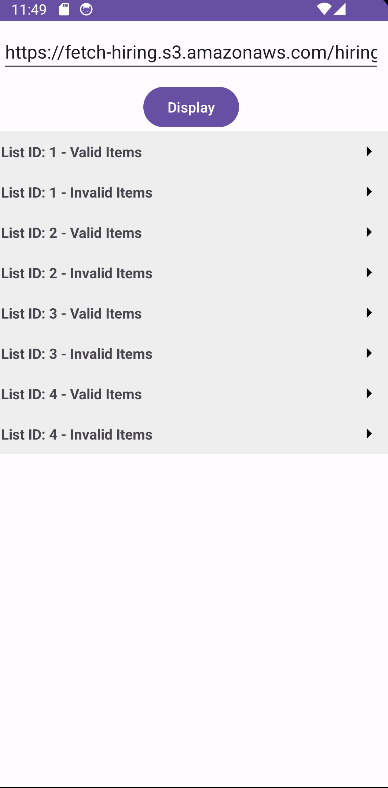 11:49
https://fetch-hiring.s3.amazonaws.com/hiring
Display
List ID: 1 - Valid Items
List ID: 1 - Invalid Items
List ID: 2 - Valid Items
List ID: 2 - Invalid Items
List ID: 3 - Valid Items
List ID: 3 - Invalid Items
List ID: 4 - Valid Items
List ID: 4 - Invalid Items